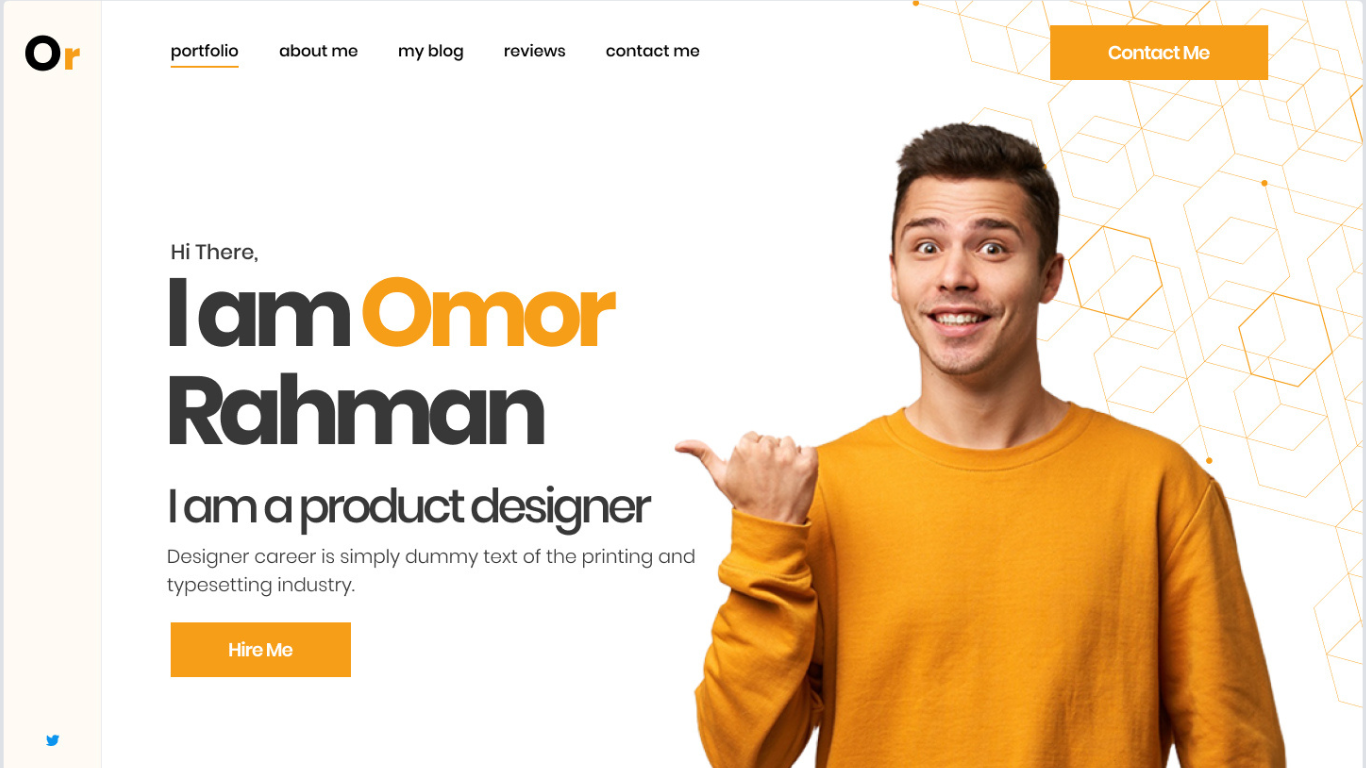 Or
portfolio about me my blog reviews contact me
Contact Me
Hi There,
I am Omor
Rahman
I am a product designer
Designer career is simply dummy text of the printing and
typesetting industry.
Hire Me